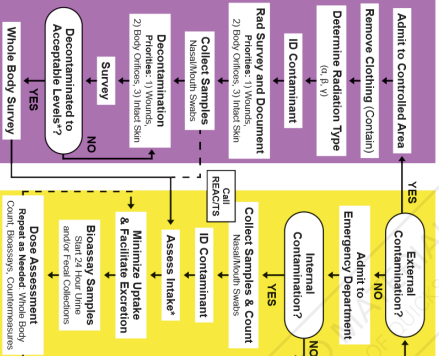 Admit to Controlled Area
Remove Clothing (Contain)
Determine Radiation Type
(α, β, γ)
ID Contaminant
Rad Survey and Document
Priorities: 1) Wounds,
2) Body Orifices, 3) Intact Skin
Collect Samples
Nasal/Mouth Swabs
Decontamination
Priorities: 1) Wounds,
2) Body Orifices, 3) Intact Skin
Survey
Decontaminated to
Acceptable Levels*?
NO
YES
Whole Body Survey
YES
External
Contamination?
NO
Admit to
Emergency Department
Internal
Contamination?
NO
YES
Call
REAC/TS
Collect Samples & Count
Nasal/Mouth Swabs
ID Contaminant
Assess Intake*
Minimize Uptake
& Facilitate Excretion
Bioassay Samples
Start 24 Hour Urine
and/or Fecal Collections
Dose Assessment
Repeat as Needed: Whole Body
Count, Bioassays, Countermeasures